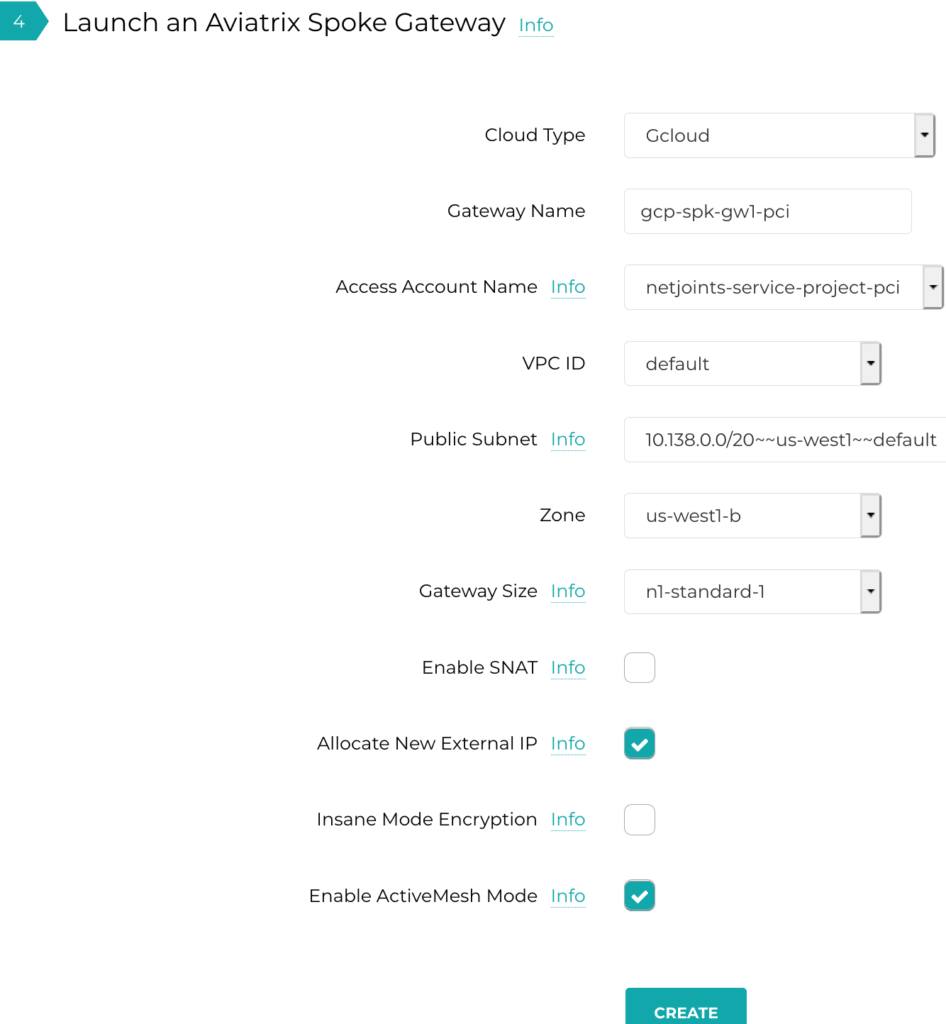 4 Launch an Aviatrix Spoke Gateway Info
Cloud Type Gcloud
Gateway Name gcp-spk-gw1-pci
Access Account Name Info netjoints-service-project-pci
VPC ID default
Public Subnet Info 10.138.0.0/20~~us-west1~~default
Zone us-west1-b
Gateway Size Info n1-standard-1
Enable SNAT Info
Allocate New External IP Info
Insane Mode Encryption Info
Enable ActiveMesh Mode Info
CREATE